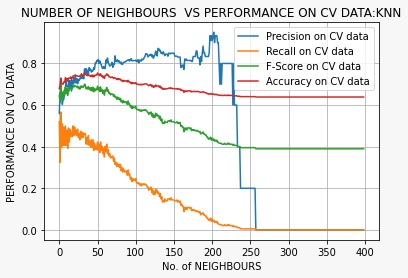 NUMBER OF NEIGHBOURS VS PERFORMANCE ON CV DATA:KNN
Precision on CV data
Recall on CV data
F-Score on CV data
Accuracy on CV data
PERFORMANCE ON CV DATA
0.8
0.6
0.4
0.2
0.0
0 50 100 150 200 250 300 350 400
No. of NEIGHBOURS